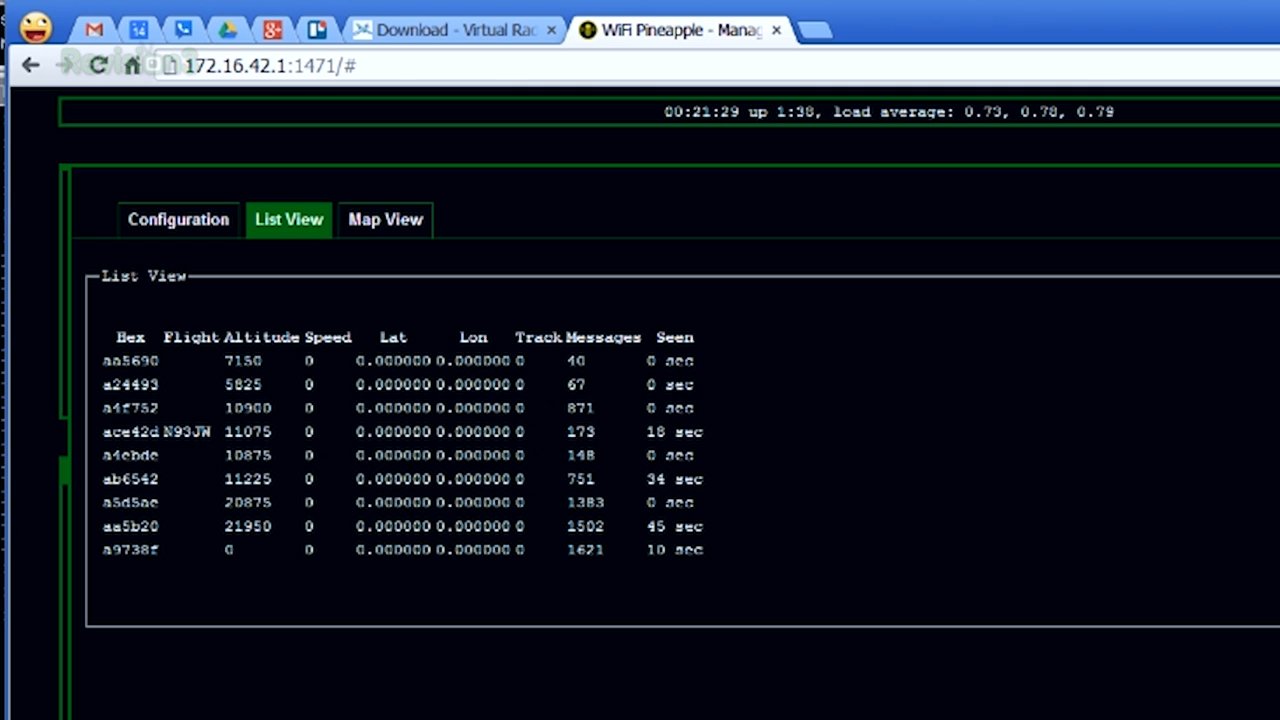 14 Download - Virtual Rad × WiFi Pineapple - Manag ×
172.16.42.1:1471/#
00:21:29 up 1:38, load average: 0.73, 0.78, 0.79
Configuration List View Map View
List View
Hex Flight Altitude Speed Lat Lon Track Messages Seen
aa5690 7150 0 0.000000 0.000000 0 40 0 sec
a24493 5825 0 0.000000 0.000000 0 67 0 sec
a4f752 10900 0 0.000000 0.000000 0 871 0 sec
ace42d N93JW 11075 0 0.000000 0.000000 0 173 18 sec
a4ebde 10875 0 0.000000 0.000000 0 148 0 sec
ab6542 11225 0 0.000000 0.000000 0 751 34 sec
a5d5ae 20875 0 0.000000 0.000000 0 1383 0 sec
aa5b20 21950 0 0.000000 0.000000 0 1502 45 sec
a9738f 0 0 0.000000 0.000000 0 1621 10 sec